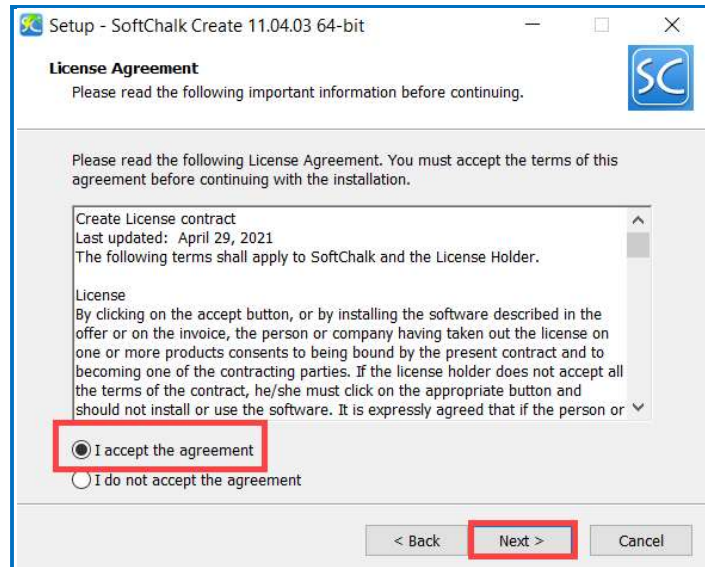 Setup - SoftChalk Create 11.04.03 64-bit
License Agreement
Please read the following important information before continuing.
SC
Please read the following License Agreement. You must accept the terms of this
agreement before continuing with the installation.
Create License contract
Last updated: April 29, 2021
The following terms shall apply to SoftChalk and the License Holder.
License
By clicking on the accept button, or by installing the software described in the
offer or on the invoice, the person or company having taken out the license on
one or more products consents to being bound by the present contract and to
becoming one of the contracting parties. If the license holder does not accept all
the terms of the contract, he/she must click on the appropriate button and
should not install or use the software. It is expressly agreed that if the person or
I accept the agreement
I do not accept the agreement
< Back Next > Cancel